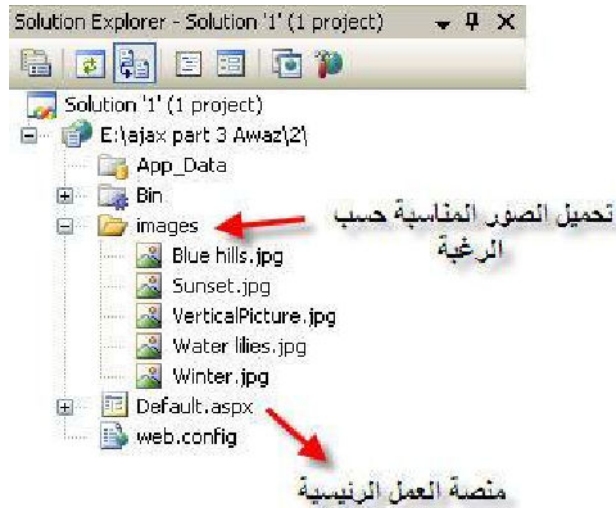 Solution Explorer - Solution '1' (1 project)
Solution '1' (1 project)
E:\ajax part 3 Awaz\2\
App_Data
Bin
images
تحميل الصور المناسبة حسب
الرغبة
Blue hills.jpg
Sunset.jpg
VerticalPicture.jpg
Water lilies.jpg
Winter.jpg
Default.aspx
web.config
منصة العمل الرئيسية